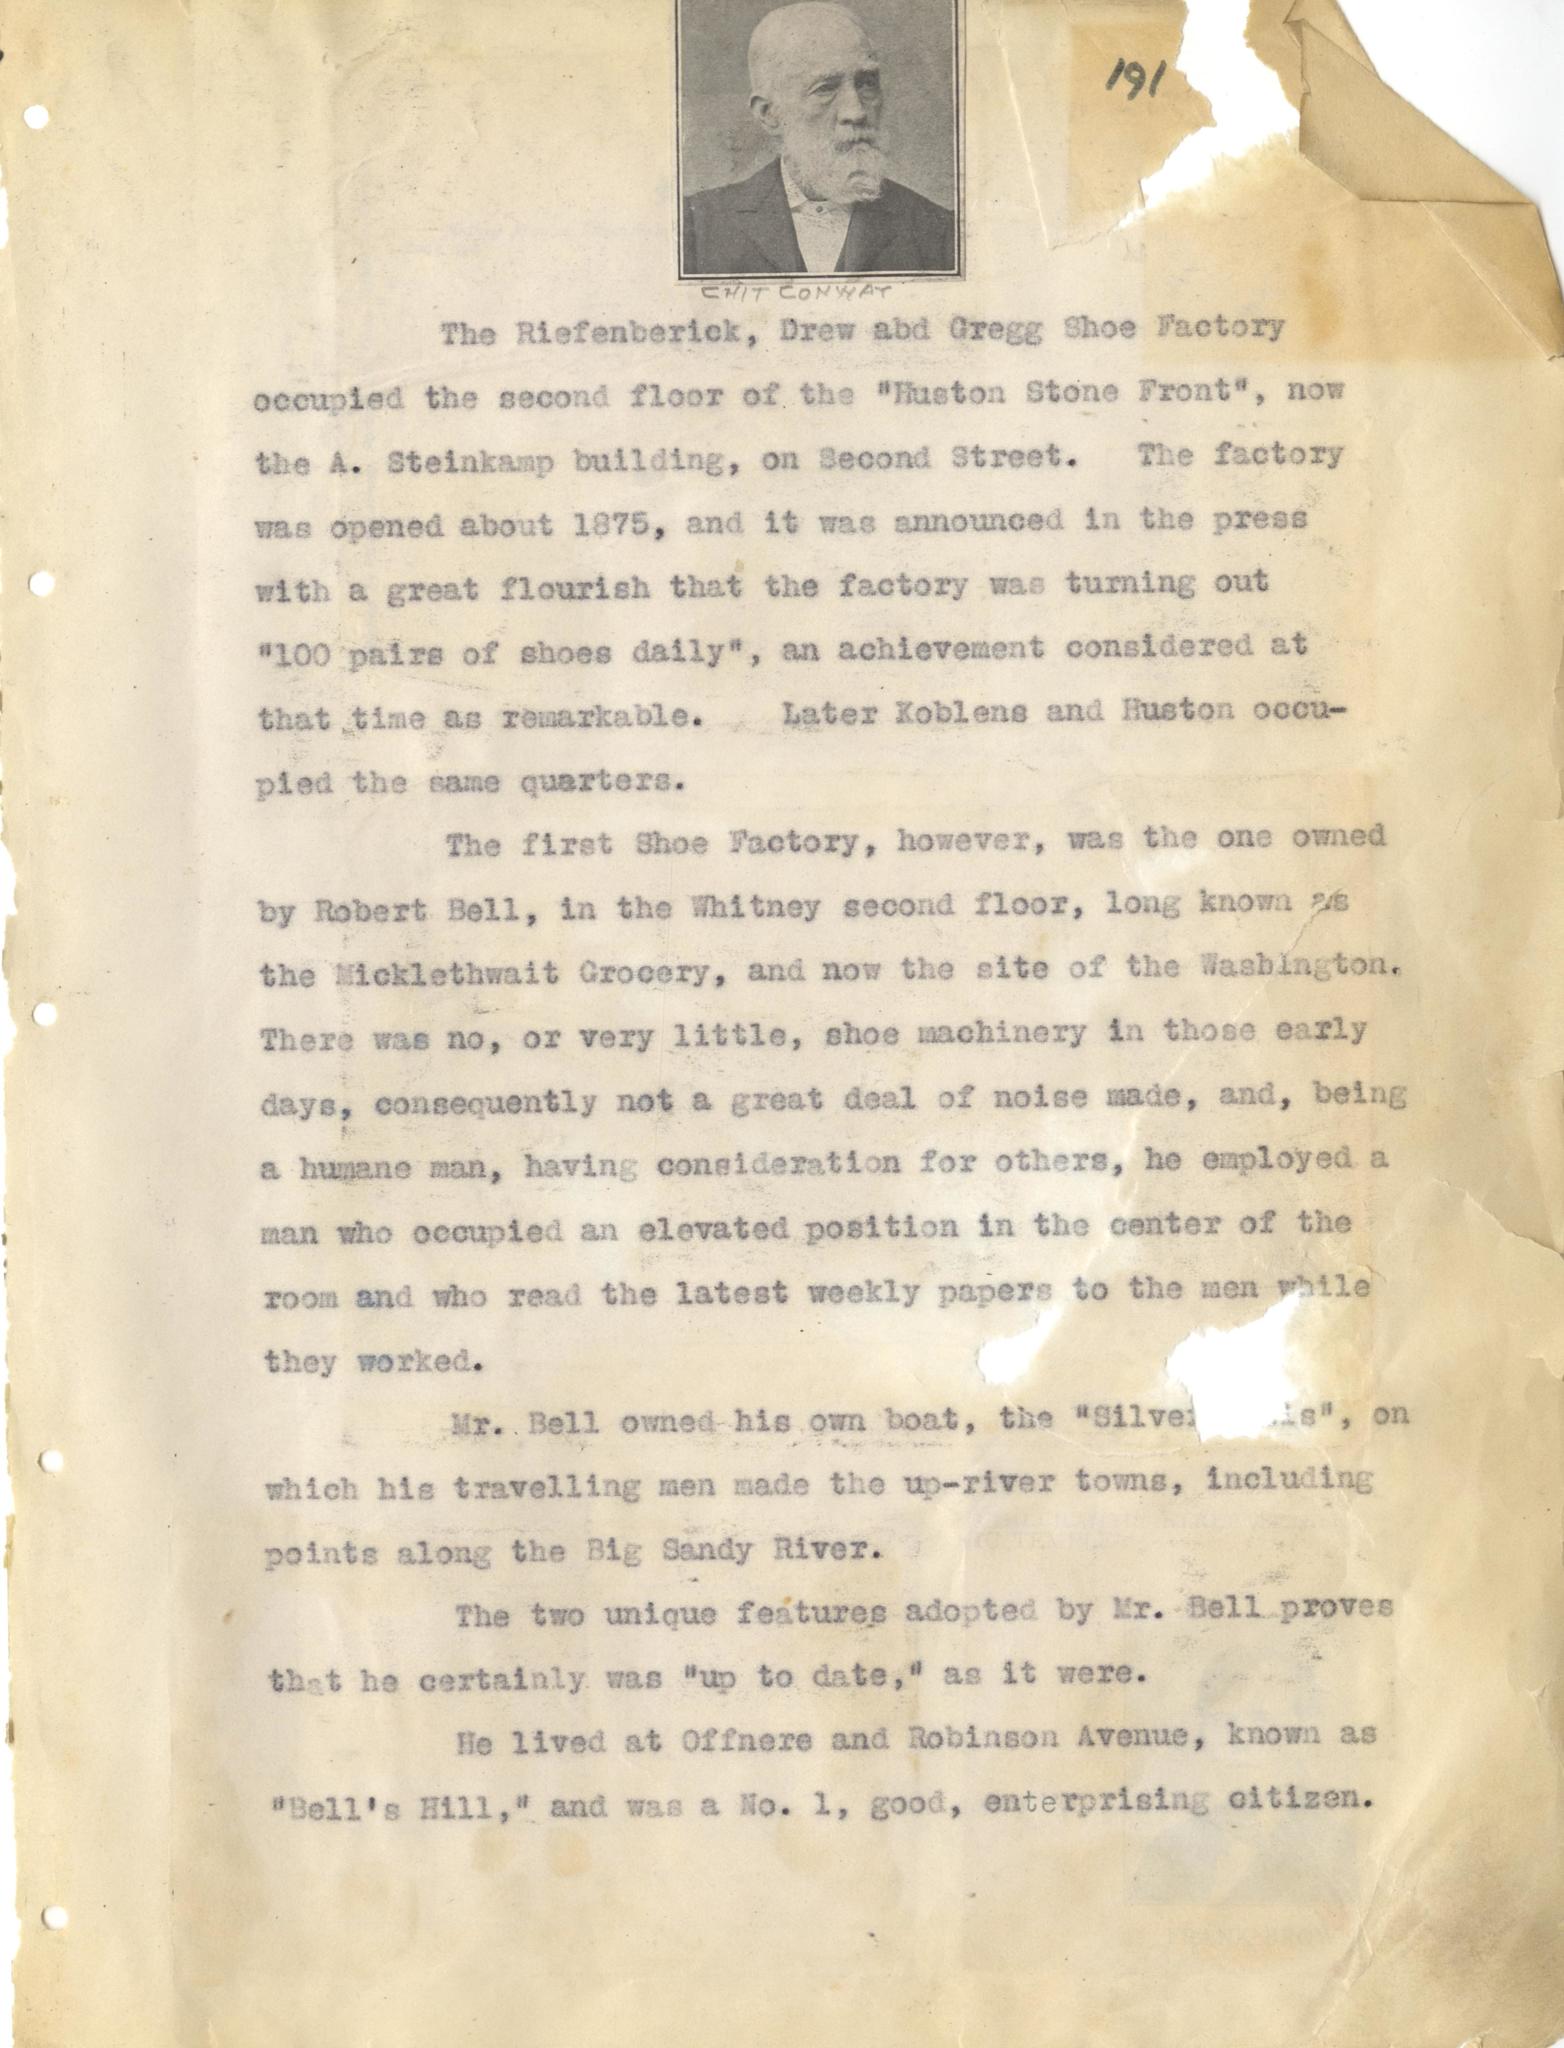 191
CHIT CONWAY
The Riefenberick, Drew abd Gregg Shoe Factory
occupied the second floor of the "Huston Stone Front", now
the A. Steinkamp building, on Second Street. The factory
was opened about 1875, and it was announced in the press
with a great flourish that the factory was turning out
"100 pairs of shoes daily", an achievement considered at
that time as remarkable. Later Koblens and Huston occu-
pied the same quarters.
The first Shoe Factory, however, was the one owned
by Robert Bell, in the Whitney second floor, long known as
the Micklethwait Grocery, and now the site of the Washington.
There was no, or very little, shoe machinery in those early
days, consequently not a great deal of noise made, and, being
a humane man, having consideration for others, he employed a
man who occupied an elevated position in the center of the
room and who read the latest weekly papers to the men while
they worked.
Mr. Bell owned his own boat, the "Silver", on
which his travelling men made the up-river towns, including
points along the Big Sandy River.
The two unique features adopted by Mr. Bell proves
that he certainly was "up to date," as it were.
He lived at Offnere and Robinson Avenue, known as
"Bell's Hill," and was a No. 1, good, enterprising citizen.